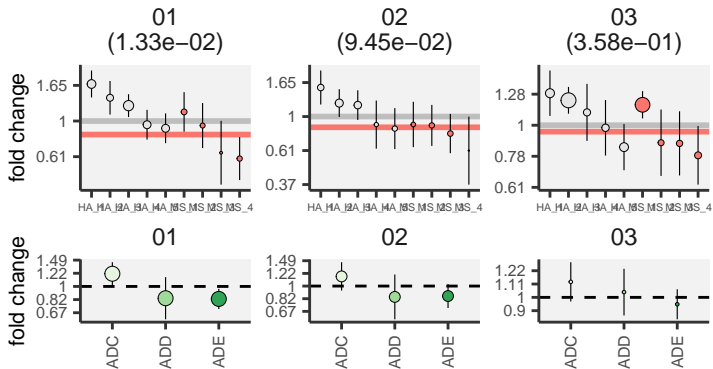 01
(1.33e−02)
02
(9.45e−02)
03
(3.58e−01)
fold change
1.65
1
0.61
1.65
1
0.61
0.37
1.28
1
0.78
0.61
01
02
03
fold change
1.49
1.22
1
0.82
0.67
1.49
1.22
1
0.82
0.67
1.22
1.11
1
0.9
ADC
ADD
ADE
ADC
ADD
ADE
ADC
ADD
ADE